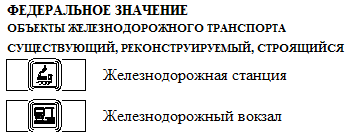 ФЕДЕРАЛЬНОЕ ЗНАЧЕНИЕ
ОБЪЕКТЫ ЖЕЛЕЗНОДОРОЖНОГО ТРАНСПОРТА
СУЩЕСТВУЮЩИЙ, РЕКОНСТРУИРУЕМЫЙ, СТРОЯЩИЙСЯ
Железнодорожная станция
Железнодорожный вокзал